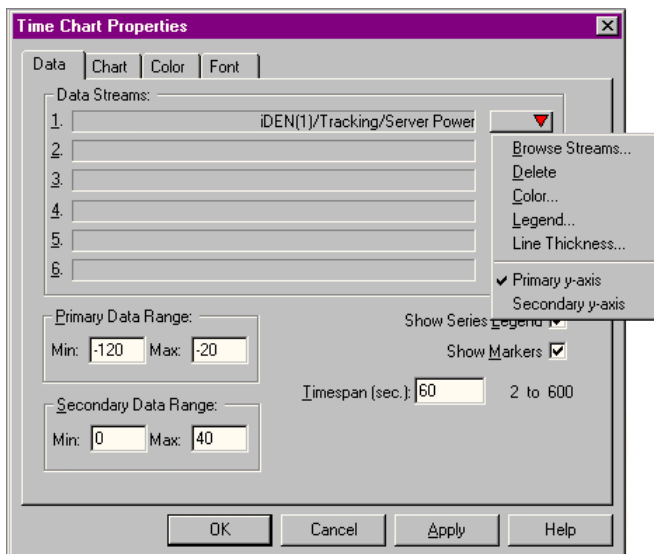 Time Chart Properties
Data Chart Color Font
Data Streams:
1. iDEN(1)/Tracking/Server Power
2.
3.
4.
5.
6.
Browse Streams...
Delete
Color...
Legend...
Line Thickness...
Primary y-axis
Secondary y-axis
Primary Data Range:
Min: -120 Max: -20
Show Series Legend
Show Markers
Timespan (sec.): 60 2 to 600
Secondary Data Range:
Min: 0 Max: 40
OK Cancel Apply Help